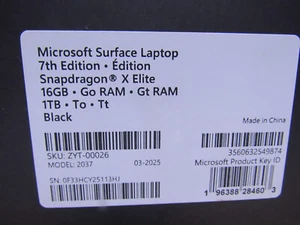 Microsoft Surface Laptop
7th Edition • Édition
Snapdragon® X Elite
16GB • Go RAM • Gt RAM
1TB • To • Tt
Black
Made in China
SKU: ZYT-00026
MODEL: 2037 03-2025
3560632549874
Microsoft Product Key ID
SN: 0F33HCY25113HJ
1 96388 28460 3